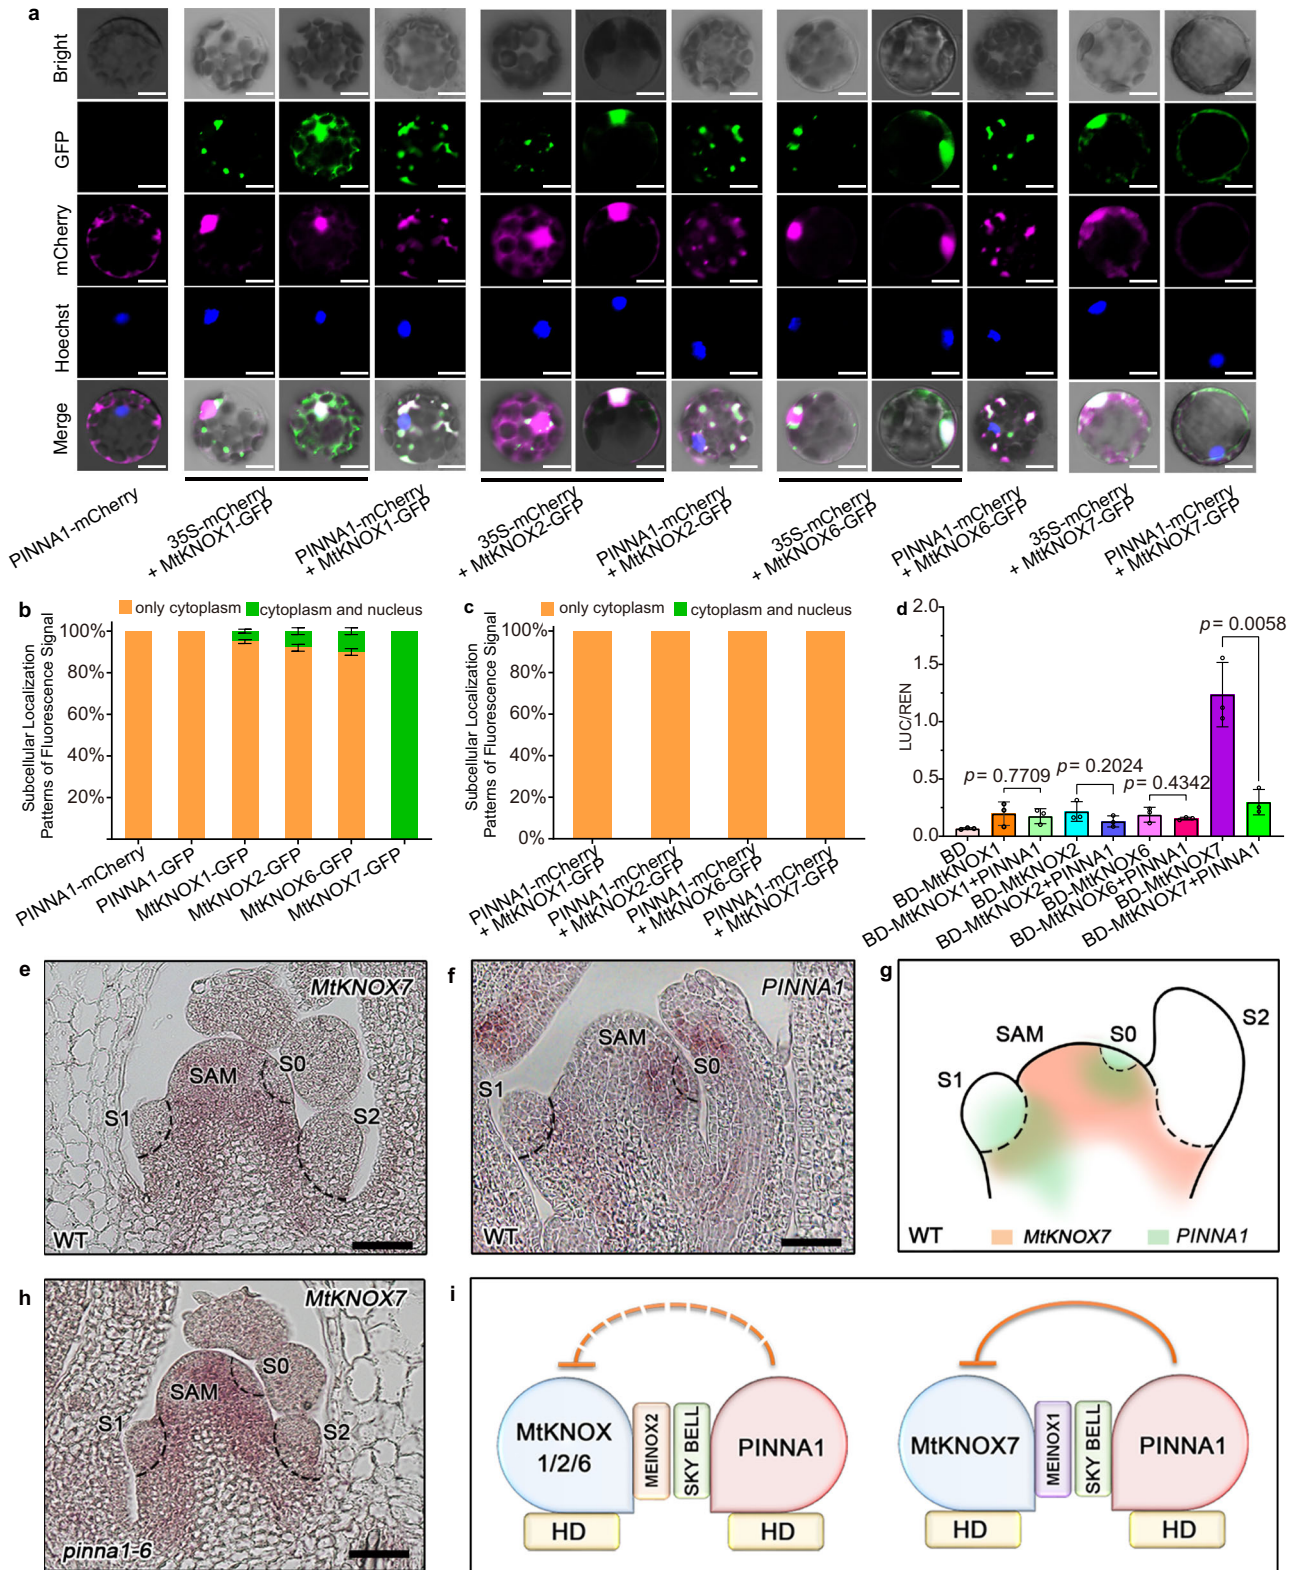 a
Bright
GFP
mCherry
Hoechst
Merge
PINNA1-mCherry
35S-mCherry
+ MtKNOX1-GFP
PINNA1-mCherry
+ MtKNOX1-GFP
35S-mCherry
+ MtKNOX2-GFP
PINNA1-mCherry
+ MtKNOX2-GFP
35S-mCherry
+ MtKNOX6-GFP
PINNA1-mCherry
+ MtKNOX6-GFP
35S-mCherry
+ MtKNOX7-GFP
PINNA1-mCherry
+ MtKNOX7-GFP
b
only cytoplasm
cytoplasm and nucleus
Subcellular Localization
Patterns of Fluorescence Signal
100%
80%
60%
40%
20%
PINNA1-mCherry
PINNA1-GFP
MtKNOX1-GFP
MtKNOX2-GFP
MtKNOX6-GFP
MtKNOX7-GFP
c
only cytoplasm
cytoplasm and nucleus
Subcellular Localization
Patterns of Fluorescence Signal
100%
80%
60%
40%
20%
0%
PINNA1-mCherry
+ MtKNOX1-GFP
PINNA1-mCherry
+ MtKNOX2-GFP
PINNA1-mCherry
+ MtKNOX6-GFP
PINNA1-mCherry
+ MtKNOX7-GFP
d
LUC/REN
2.0
1.5
1.0
0.5
0.0
p = 0.7709
p = 0.2024
p = 0.4342
p = 0.0058
BD
BD-MtKNOX1
BD-MtKNOX1+PINNA1
BD-MtKNOX2
BD-MtKNOX2+PINNA1
BD-MtKNOX6
BD-MtKNOX6+PINNA1
BD-MtKNOX7
BD-MtKNOX7+PINNA1
e
MtKNOX7
SAM
S0
S1
S2
WT
f
PINNA1
SAM
S0
S1
WT
g
SAM
S0
S2
S1
WT
MtKNOX7
PINNA1
h
MtKNOX7
SAM
S0
S1
S2
pinna1-6
i
MtKNOX
1/2/6
MEINOX2
SKY BELL
PINNA1
HD
HD
MtKNOX7
MEINOX1
SKY BELL
PINNA1
HD
HD